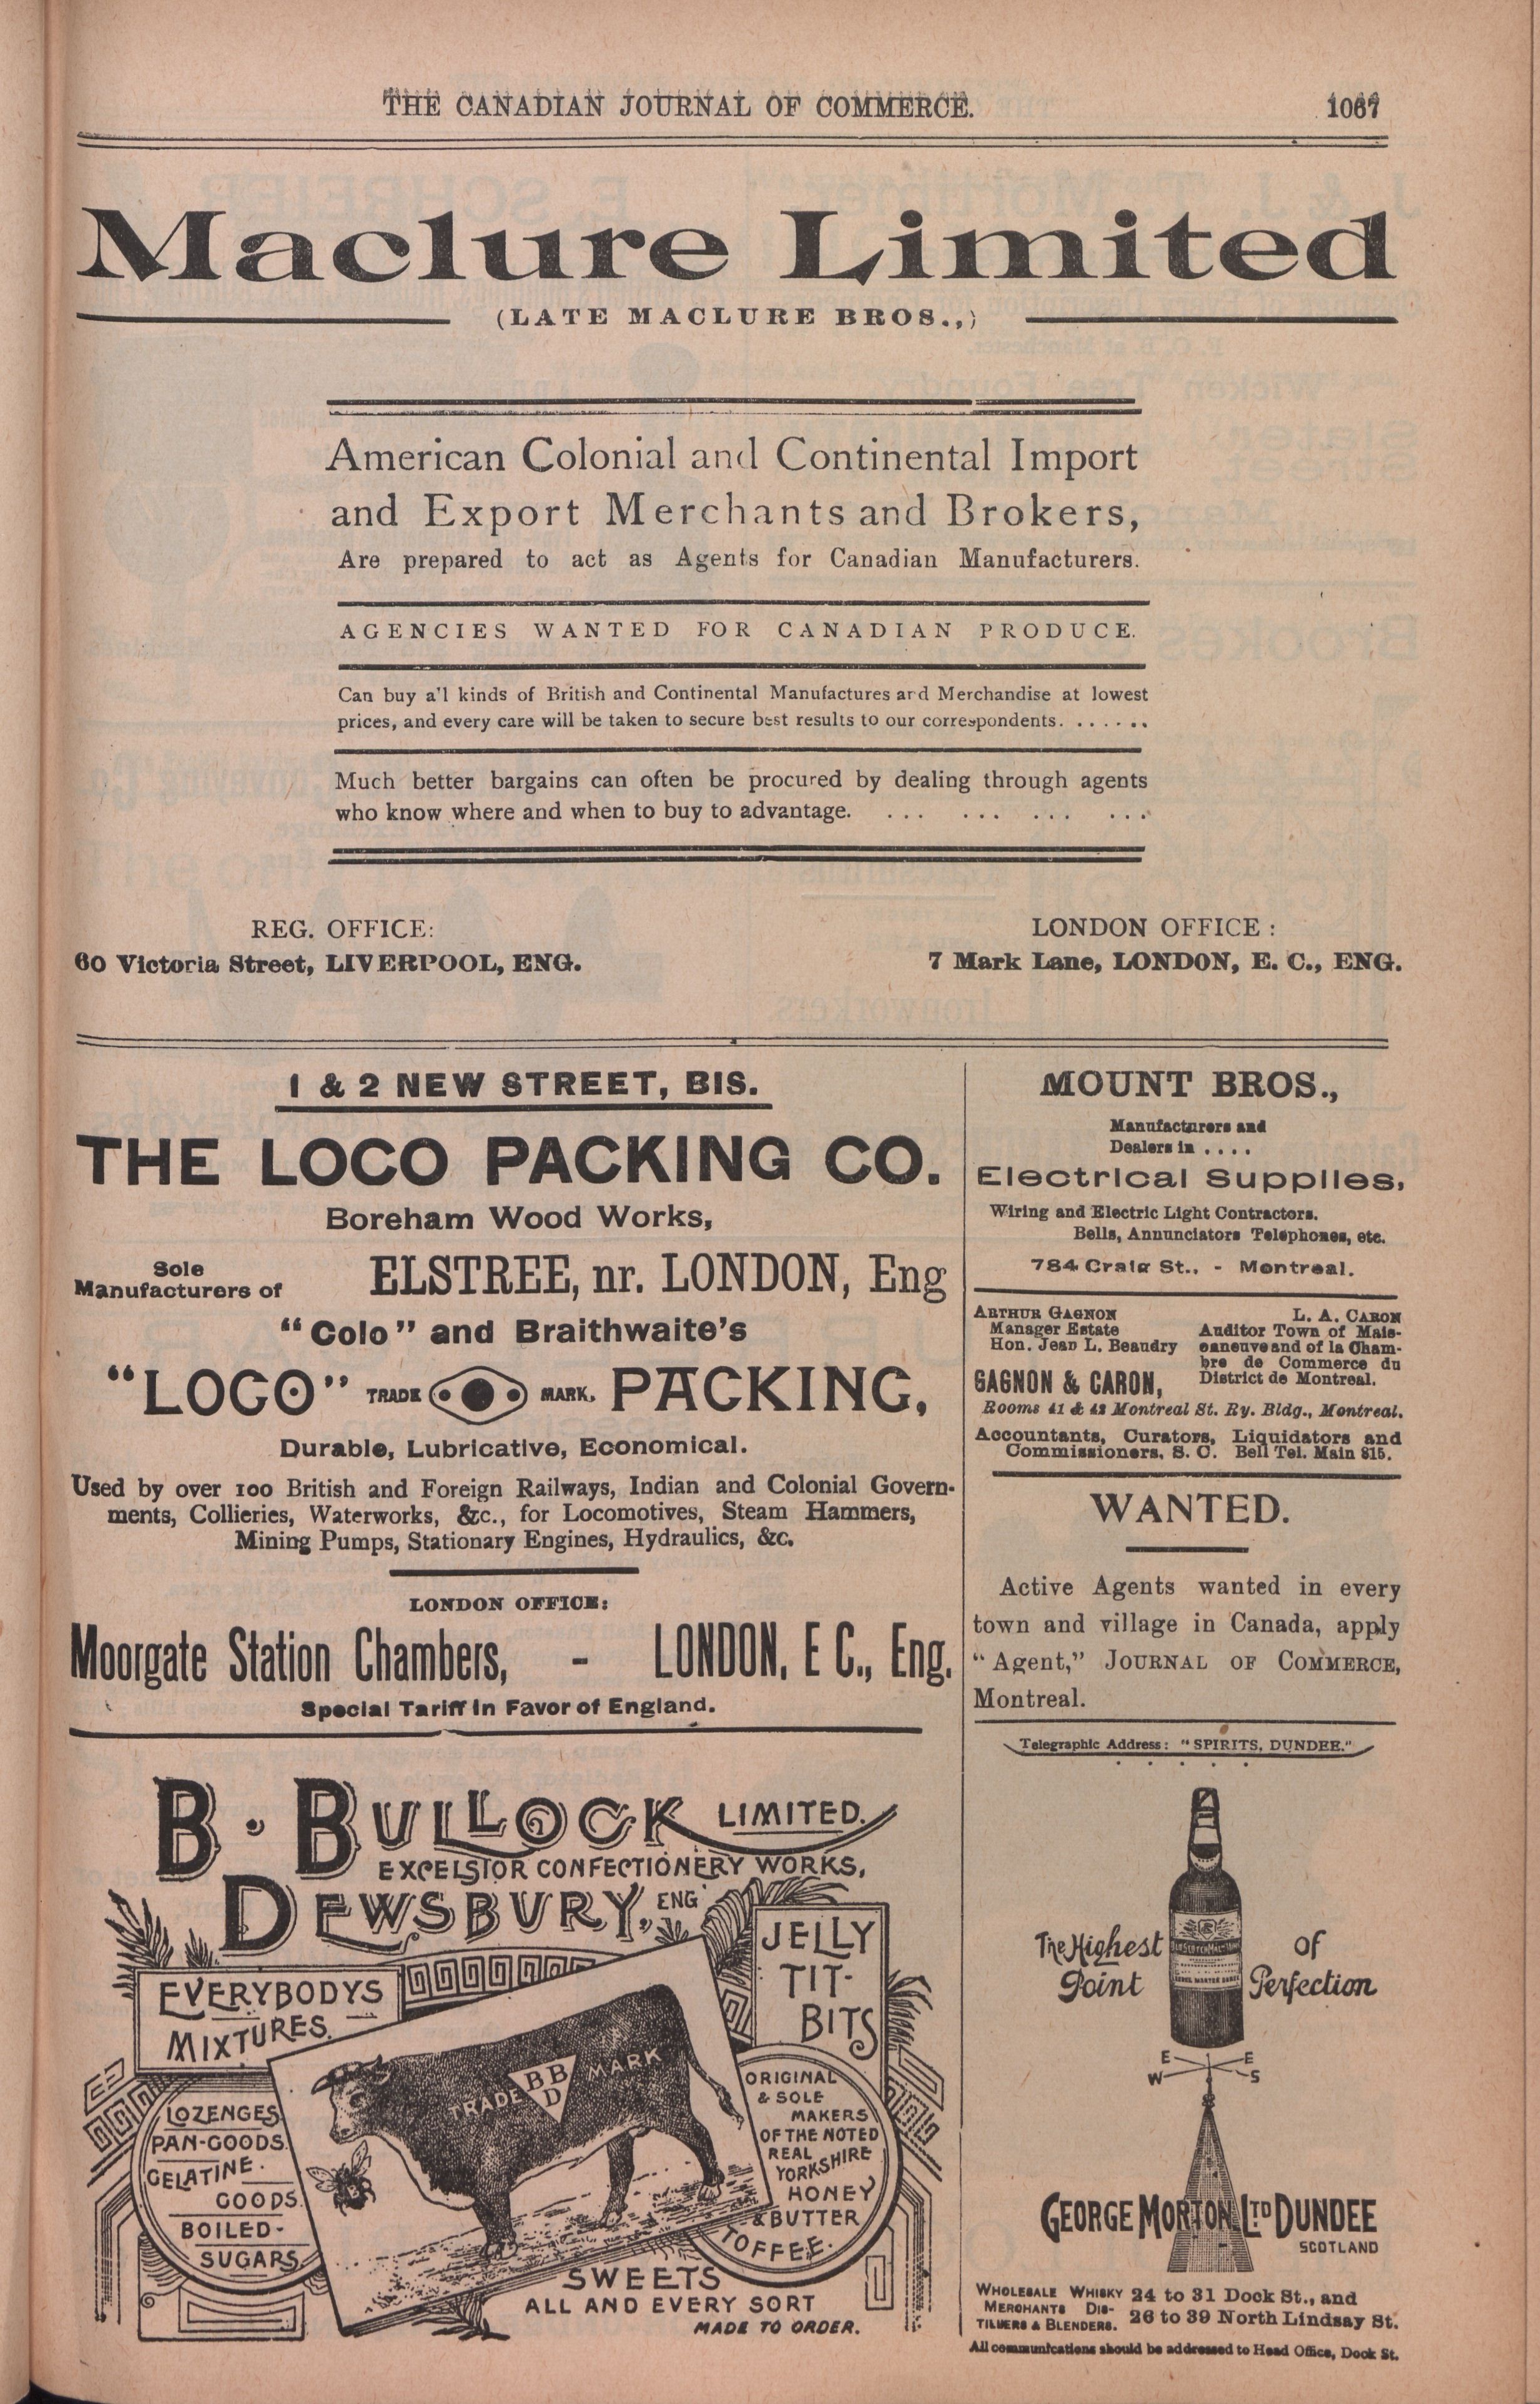 THE CANADIAN JOURNAL OF COMMERCE.
1067
Maclure Limited
(LATE MACLURE BROS.,)
American Colonial and Continental Import
and Export Merchants and Brokers,
Are prepared to act as Agents for Canadian Manufacturers.
AGENCIES WANTED FOR CANADIAN PRODUCE.
Can buy a'l kinds of British and Continental Manufactures ard Merchandise at lowest
prices, and every care will be taken to secure best results to our correspondents. . . . . . .
Much better bargains can often be procured by dealing through agents
who know where and when to buy to advantage. ... ... ... ...
REG. OFFICE:
60 Victoria Street, LIVERPOOL, ENG.
LONDON OFFICE :
7 Mark Lane, LONDON, E. C., ENG.
1 & 2 NEW STREET, BIS.
THE LOCO PACKING CO.
Boreham Wood Works,
Sole
Manufacturers of
ELSTREE, nr. LONDON, Eng
"Colo" and Braithwaite's
"LOCO" TRADE MARK. PACKING,
Durable, Lubricative, Economical.
Used by over 100 British and Foreign Railways, Indian and Colonial Govern-
ments, Collieries, Waterworks, &c., for Locomotives, Steam Hammers,
Mining Pumps, Stationary Engines, Hydraulics, &c.
LONDON OFFICE:
Moorgate Station Chambers, - LONDON, E C., Eng.
Special Tariff in Favor of England.
B. BULLOCK LIMITED.
EXCELSIOR CONFECTIONERY WORKS,
DEWSBURY, ENG
EVERYBODYS
MIXTURES.
JELLY
TIT-
BITS
TRADE BB D MARK
LOZENGES
PAN-GOODS.
GELATINE.
GOODS.
BOILED-
SUGARS
ORIGINAL
& SOLE
MAKERS
OF THE NOTED
REAL
YORKSHIRE
HONEY
& BUTTER
TOFFEE.
SWEETS
ALL AND EVERY SORT
MADE TO ORDER.
MOUNT BROS.,
Manufacturers and
Dealers in . . . .
Electrical Supplies,
Wiring and Electric Light Contractors.
Bells, Annunciators Telephones, etc.
784 Craig St., - Montreal.
ARTHUR GAGNON
Manager Estate
Hon. Jean L. Beaudry
L. A. CARON
Auditor Town of Mais-
oaneuve and of la Cham-
bre de Commerce du
District de Montreal.
GAGNON & CARON,
Rooms 41 & 42 Montreal St. Ry. Bldg., Montreal.
Accountants, Curators, Liquidators and
Commissioners, S. C. Bell Tel. Main 815.
WANTED.
Active Agents wanted in every
town and village in Canada, apply
"Agent," JOURNAL OF COMMERCE,
Montreal.
Telegraphic Address: "SPIRITS, DUNDEE."
The Highest
Point
of
Perfection
E E
W S
GEORGE MORTON LTD DUNDEE
SCOTLAND
WHOLESALE WHISKY
MERCHANTS DIS-
TILLERS & BLENDERS.
24 to 31 Dock St., and
26 to 39 North Lindsay St.
All communications should be addressed to Head Office, Dock St.